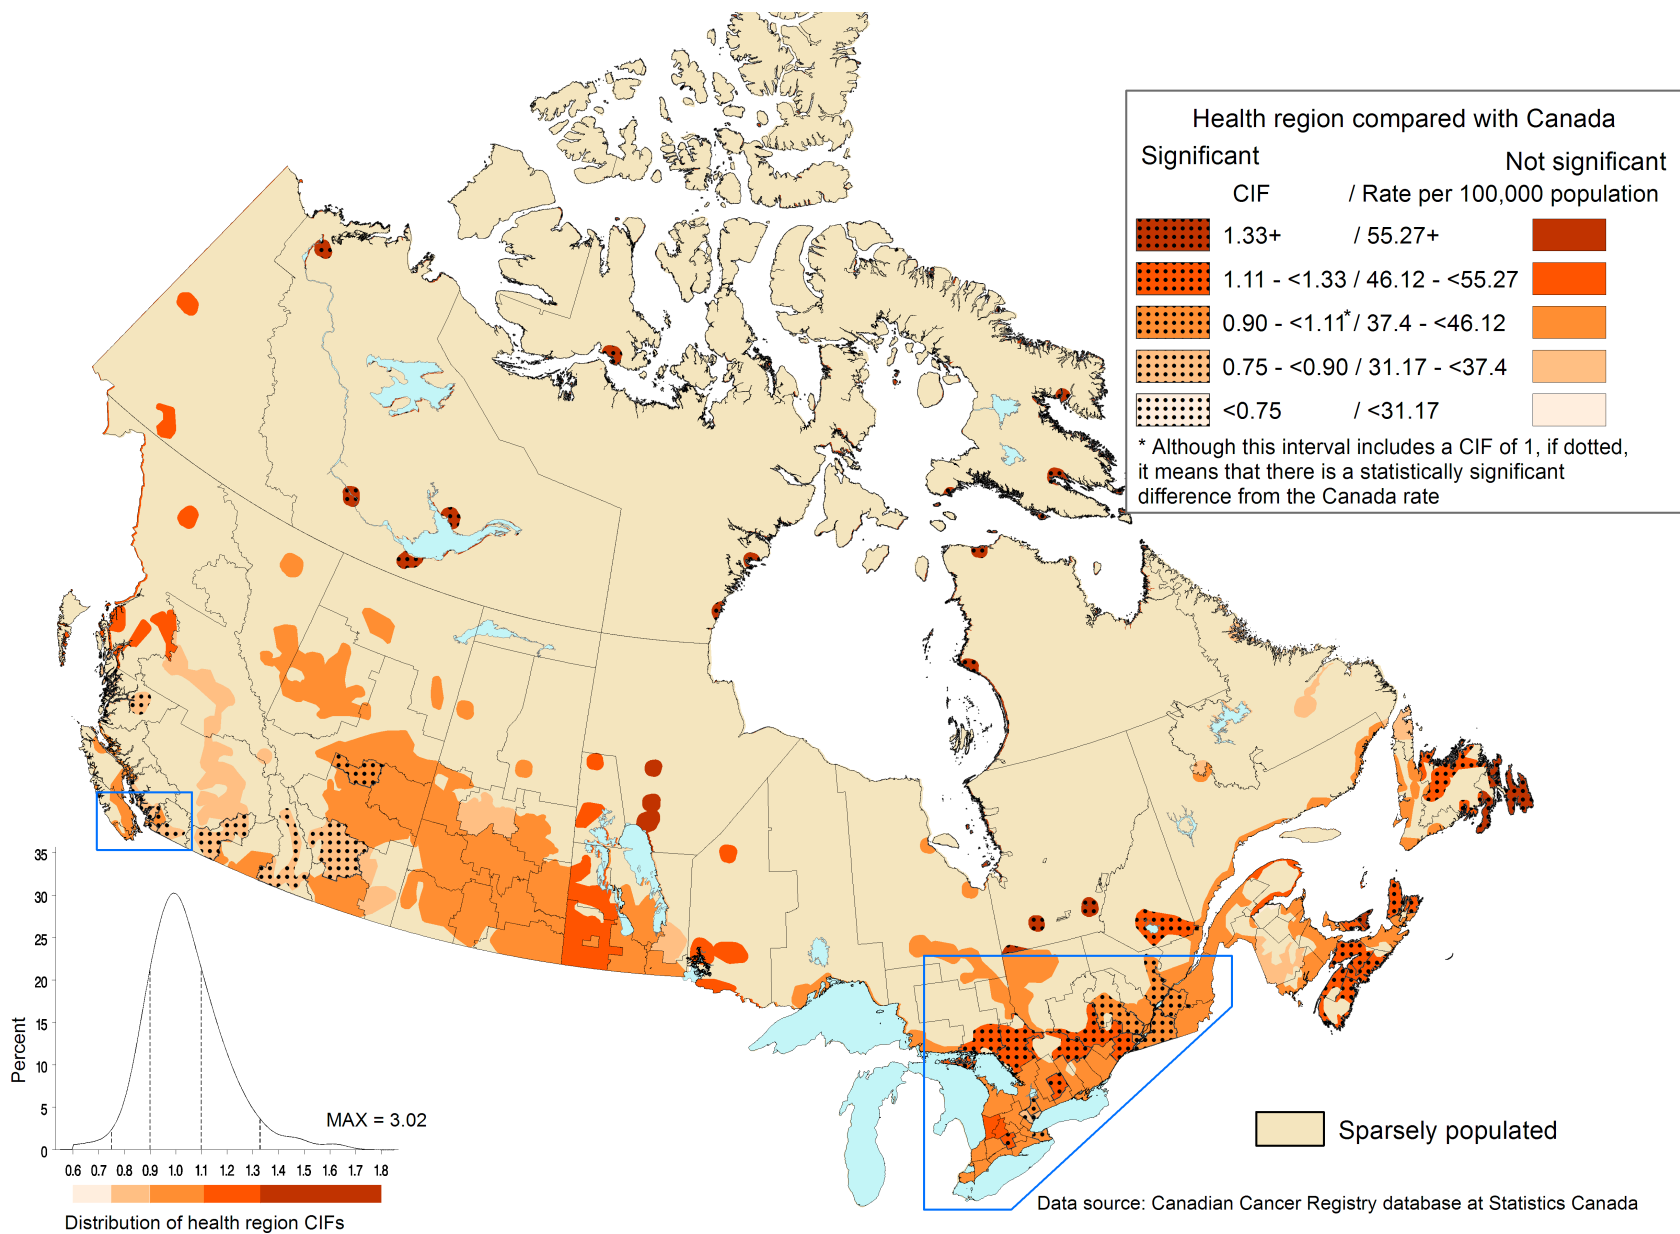 Health region compared with Canada
Significant
Not significant
CIF / Rate per 100,000 population
1.33+ / 55.27+
1.11 - <1.33 / 46.12 - <55.27
0.90 - <1.11* / 37.4 - <46.12
0.75 - <0.90 / 31.17 - <37.4
<0.75 / <31.17
* Although this interval includes a CIF of 1, if dotted,
it means that there is a statistically significant
difference from the Canada rate
35
30
25
20
15
10
5
0
Percent
MAX = 3.02
0.6 0.7 0.8 0.9 1.0 1.1 1.2 1.3 1.4 1.5 1.6 1.7 1.8
Distribution of health region CIFs
Sparsely populated
Data source: Canadian Cancer Registry database at Statistics Canada